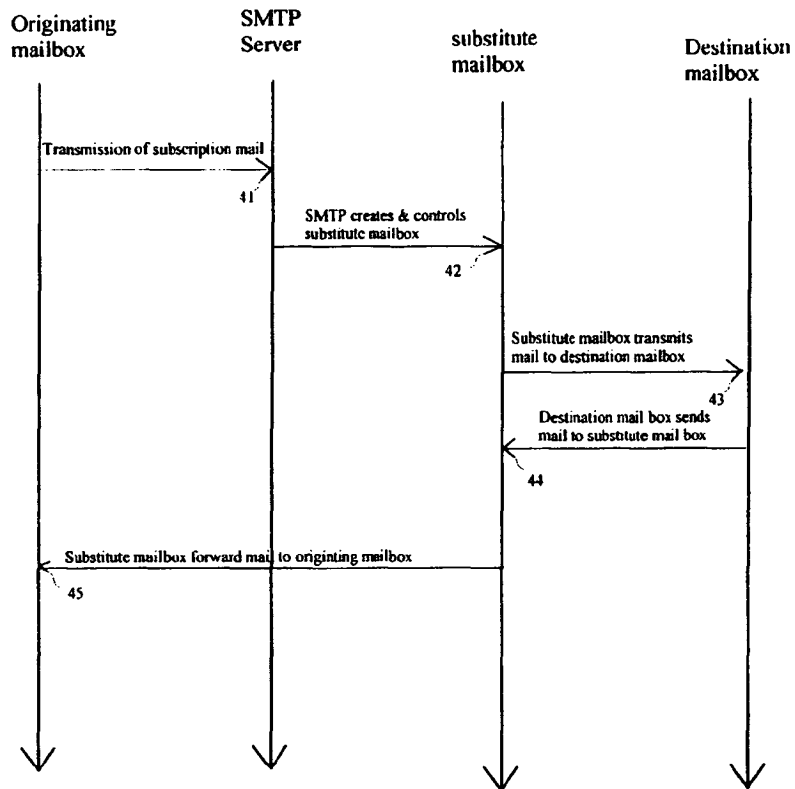 Originating
mailbox
SMTP
Server
substitute
mailbox
Destination
mailbox
Transmission of subscription mail
41
SMTP creates & controls
substitute mailbox
42
Substitute mailbox transmits
mail to destination mailbox
43
Destination mail box sends
mail to substitute mail box
44
Substitute mailbox forward mail to originting mailbox
45